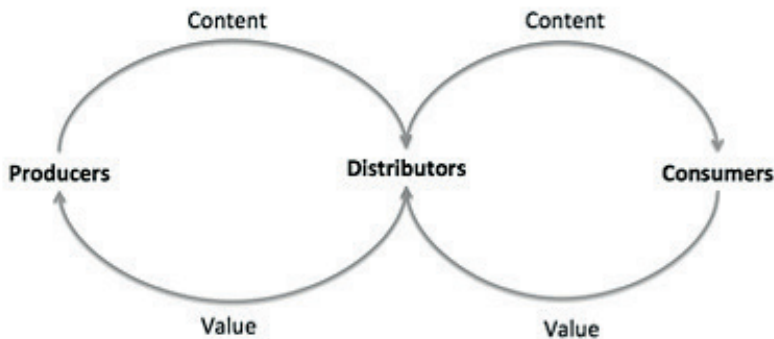 Content
Content
Producers
Distributors
Consumers
Value
Value